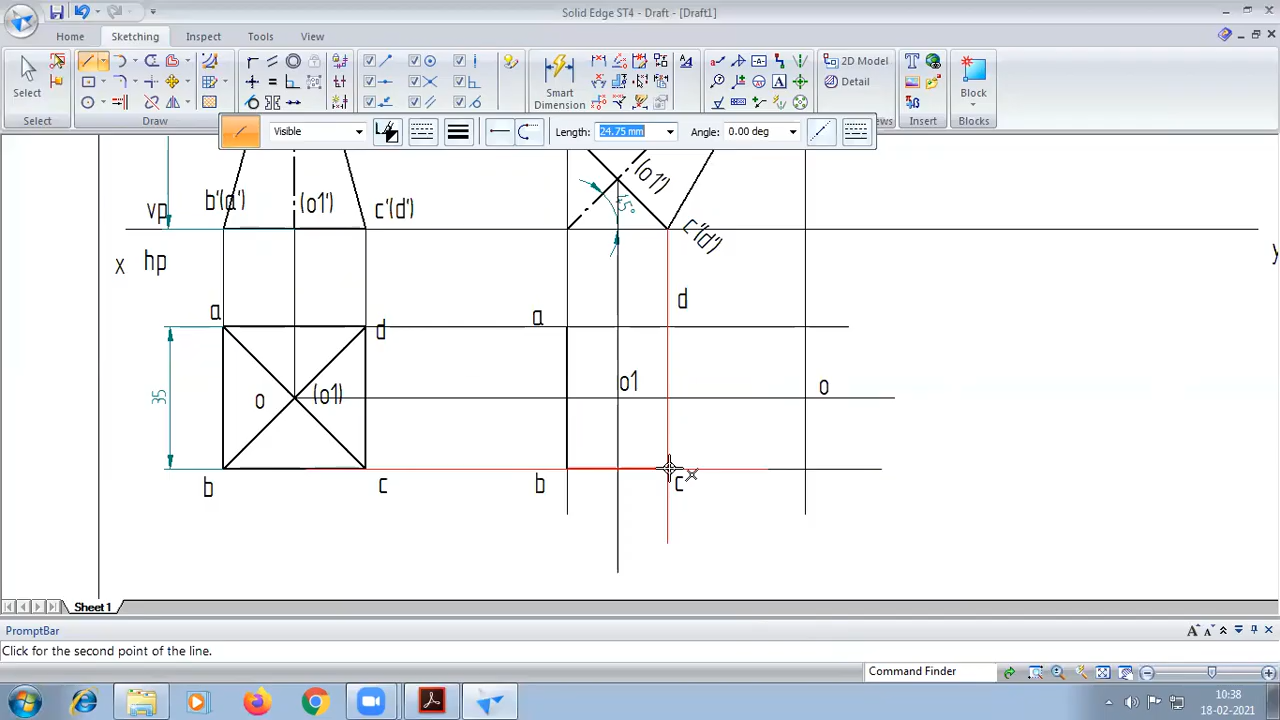 Solid Edge ST4 - Draft - [Draft1]
Home Sketching Inspect Tools View
Select
Smart Dimension
2D Model
Detail
Block
Select Draw Insert Blocks
Visible Length: 24.75 mm Angle: 0.00 deg
b'(a') (o1') c'(d') (o1') 45° c'(d')
vp
x hp y
a d a d
35 o (o1) o1 o
b c b c
Sheet1
PromptBar
Click for the second point of the line.
Command Finder
10:38
18-02-2021